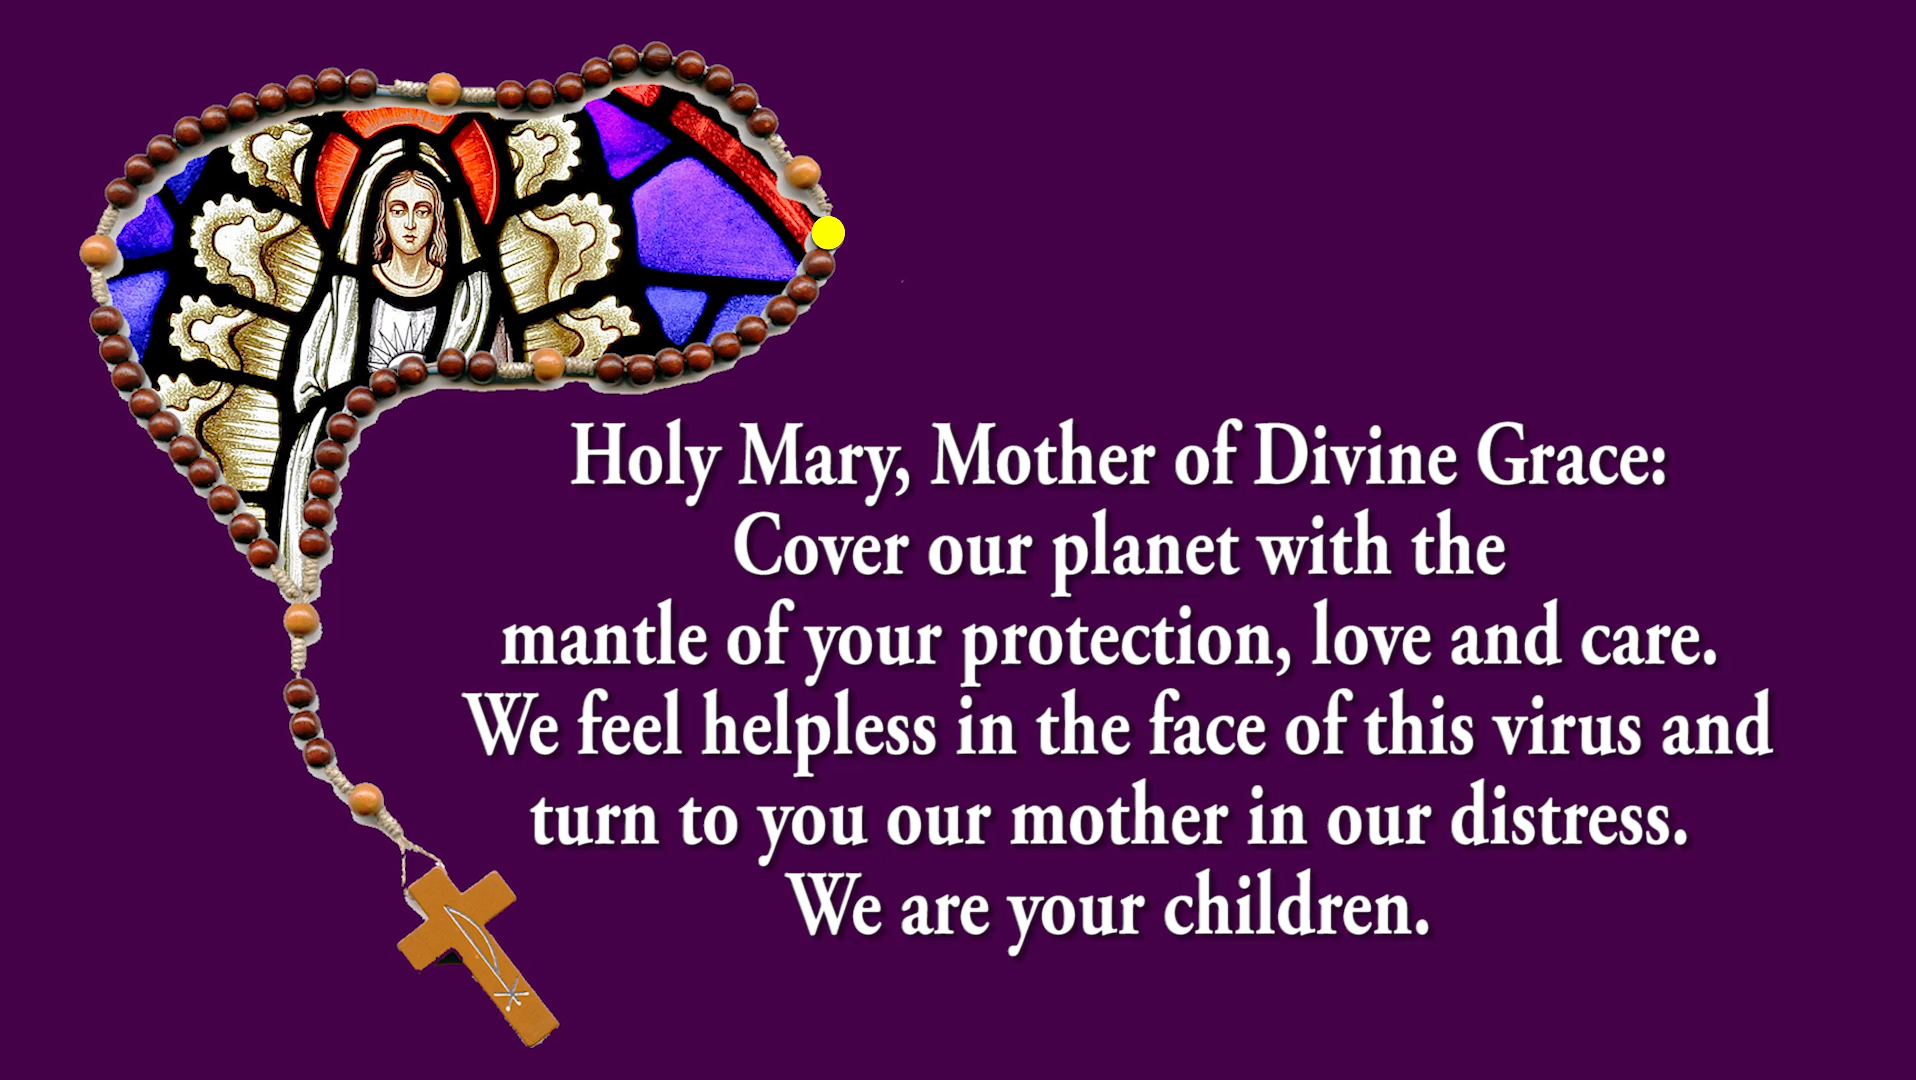 Holy Mary, Mother of Divine Grace:
Cover our planet with the
mantle of your protection, love and care.
We feel helpless in the face of this virus and
turn to you our mother in our distress.
We are your children.